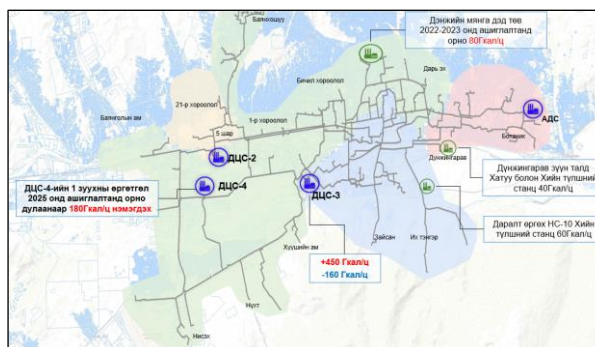 Дэнжийн мянга дэд төв
2022-2023 онд ашиглалтанд
орно 80Гкал/ц
Баянхошуу
Бичил хороолол
Дарь эх
21-р хороолол
1-р хороолол
Баянголын ам
5 шар
АДС
Ботаник
ДЦС-2
Дүнжингарав
ДЦС-4-ийн 1 зуухны өргөтгөл
2025 онд ашиглалтанд орно
дулаанаар 180Гкал/ц нэмэгдэх
ДЦС-4
ДЦС-3
Дүнжингарав зүүн талд
Хатуу болон Хийн түлшний
станц 40Гкал/ц
Даралт өргөх НС-10 Хийн
түлшний станц 60Гкал/ц
Зайсан
Их тэнгэр
Хүүшийн ам
+450 Гкал/ц
-160 Гкал/ц
Нүхт
Нисэх